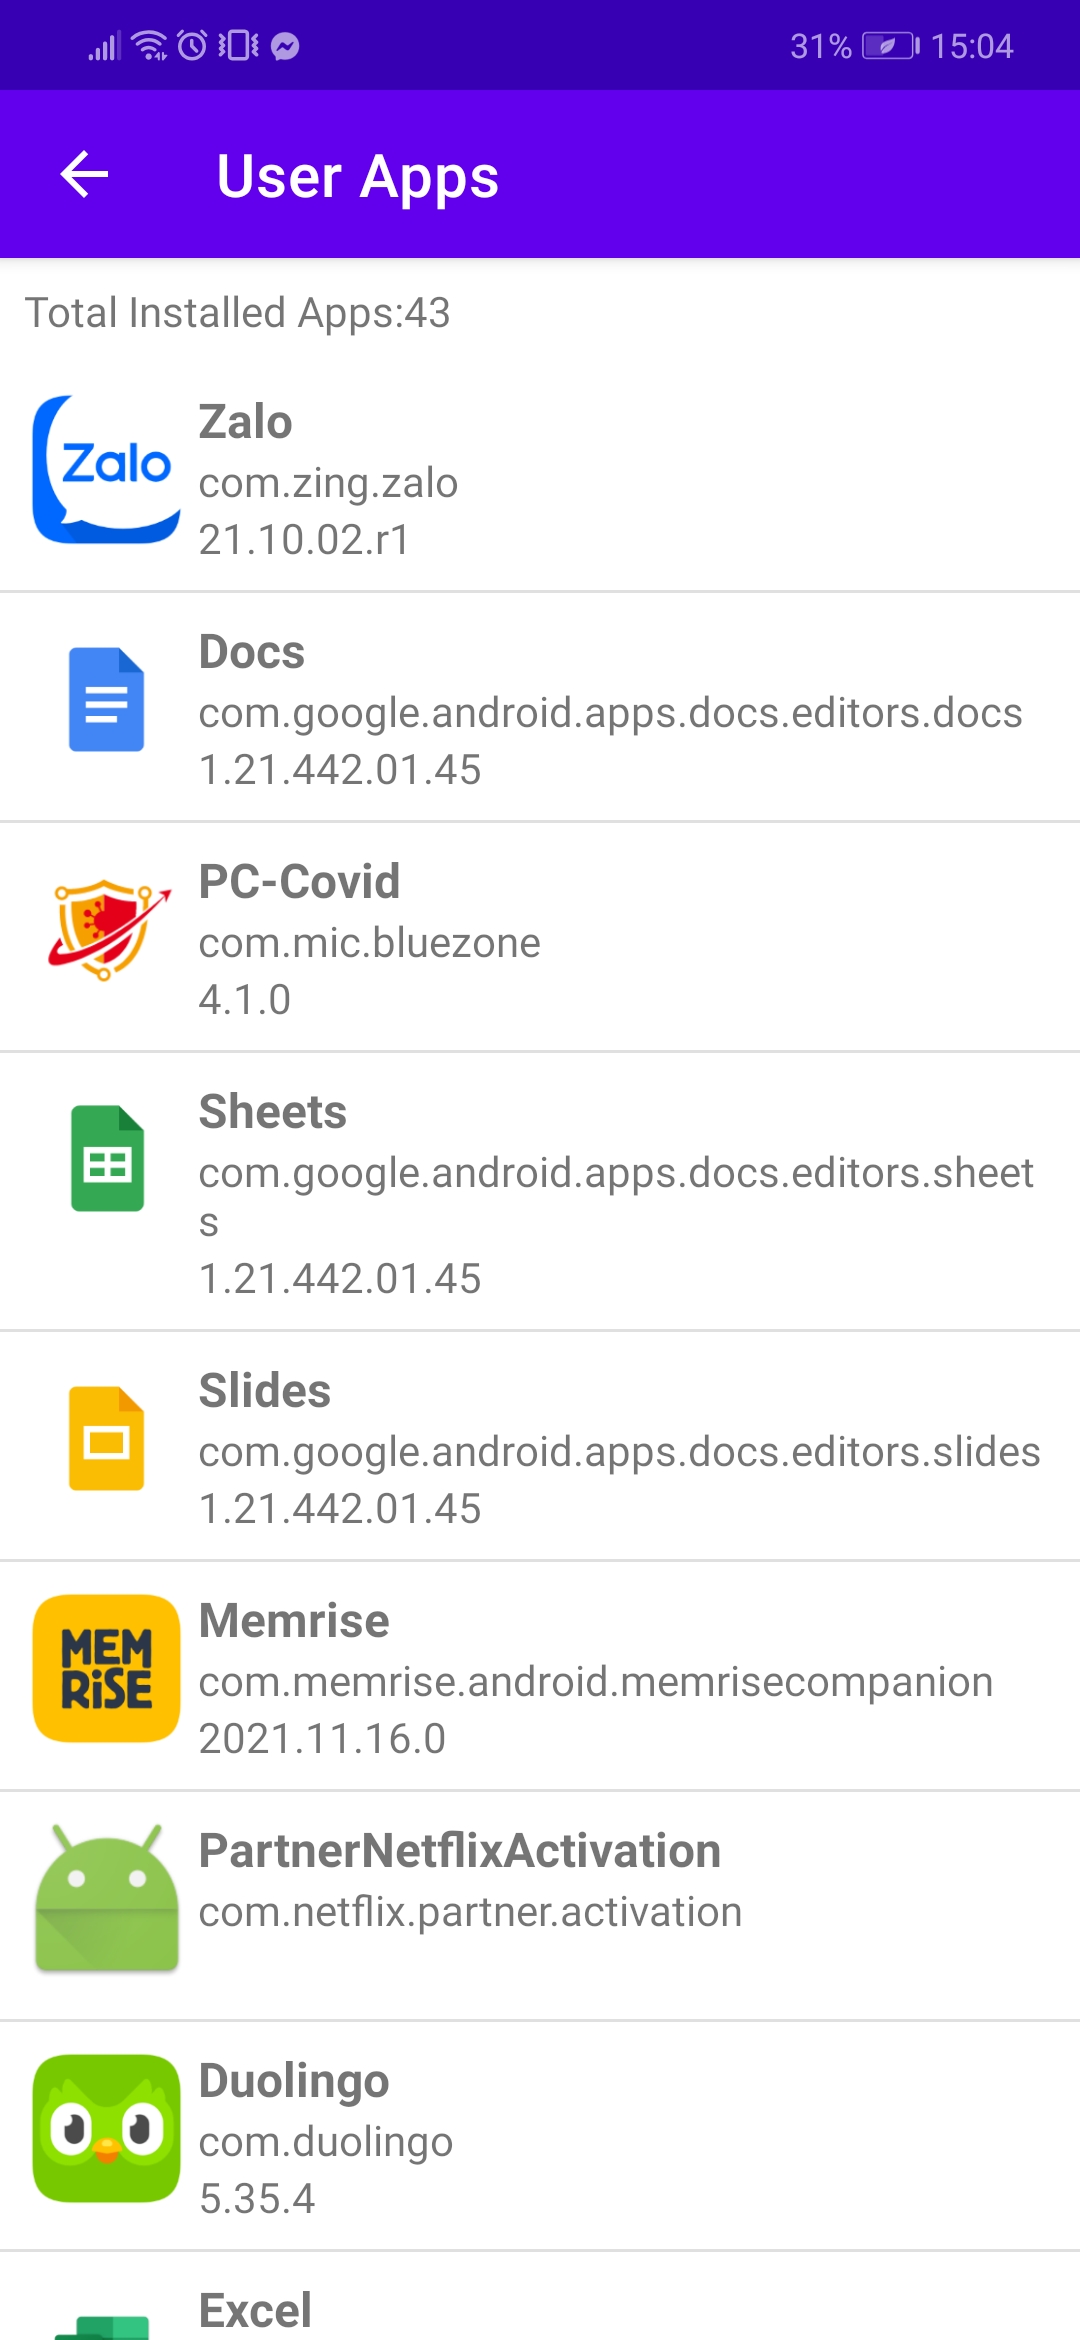 31% 15:04
User Apps
Total Installed Apps:43
Zalo
Zalo
com.zing.zalo
21.10.02.r1
Docs
com.google.android.apps.docs.editors.docs
1.21.442.01.45
PC-Covid
com.mic.bluezone
4.1.0
Sheets
com.google.android.apps.docs.editors.sheet
s
1.21.442.01.45
Slides
com.google.android.apps.docs.editors.slides
1.21.442.01.45
MEM
RiSE
Memrise
com.memrise.android.memrisecompanion
2021.11.16.0
PartnerNetflixActivation
com.netflix.partner.activation
Duolingo
com.duolingo
5.35.4
Excel